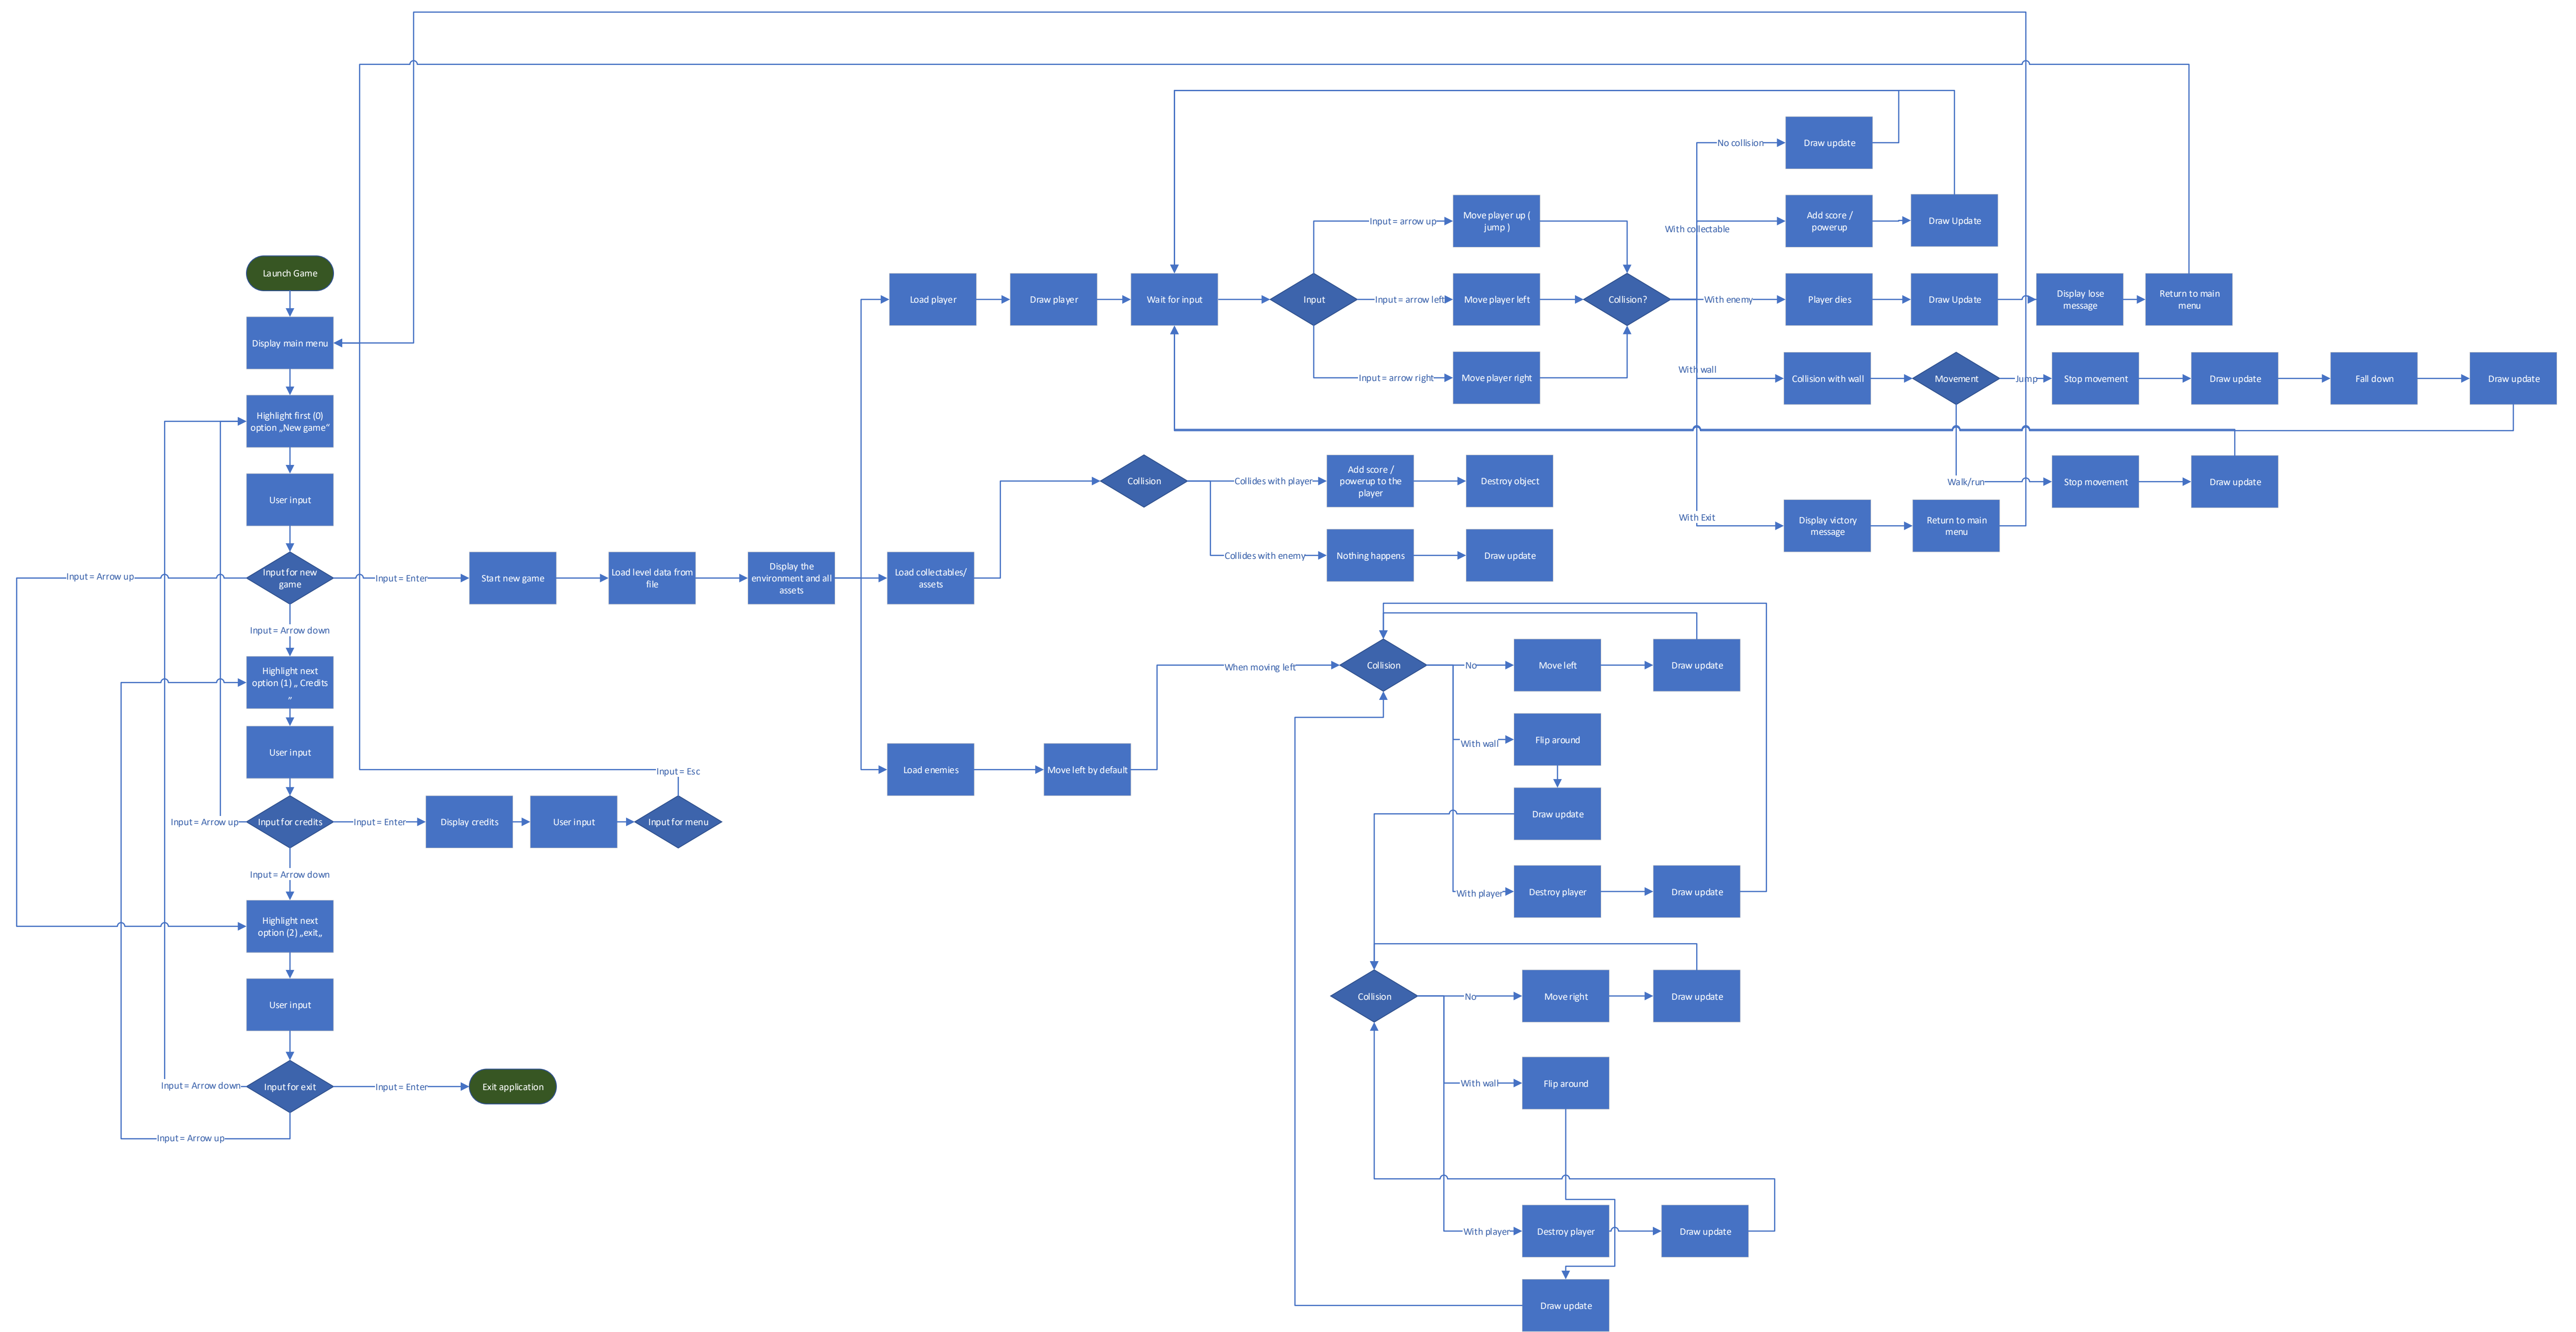 Launch Game
Display main menu
Highlight first (0)
option „New game“
User input
Input for new
game
Input = Arrow up
Input = Enter
Input = Arrow down
Highlight next
option (1) „ Credits
„
User input
Input for credits
Input = Arrow up
Input = Enter
Display credits
User input
Input for menu
Input = Esc
Input = Arrow down
Highlight next
option (2) „exit„
User input
Input for exit
Input = Arrow down
Input = Enter
Exit application
Input = Arrow up
Start new game
Load level data from
file
Display the
environment and all
assets
Load player
Draw player
Wait for input
Input
Input = arrow up
Move player up (
jump )
Input = arrow left
Move player left
Input = arrow right
Move player right
Collision?
No collision
Draw update
With collectable
Add score /
powerup
Draw Update
With enemy
Player dies
Draw Update
Display lose
message
Return to main
menu
With wall
Collision with wall
Movement
Jump
Stop movement
Draw update
Fall down
Draw update
Walk/run
Stop movement
Draw update
With Exit
Display victory
message
Return to main
menu
Load collectables/
assets
Collision
Collides with player
Add score /
powerup to the
player
Destroy object
Collides with enemy
Nothing happens
Draw update
Load enemies
Move left by default
When moving left
Collision
No
Move left
Draw update
With wall
Flip around
Draw update
With player
Destroy player
Draw update
Collision
No
Move right
Draw update
With wall
Flip around
With player
Destroy player
Draw update
Draw update